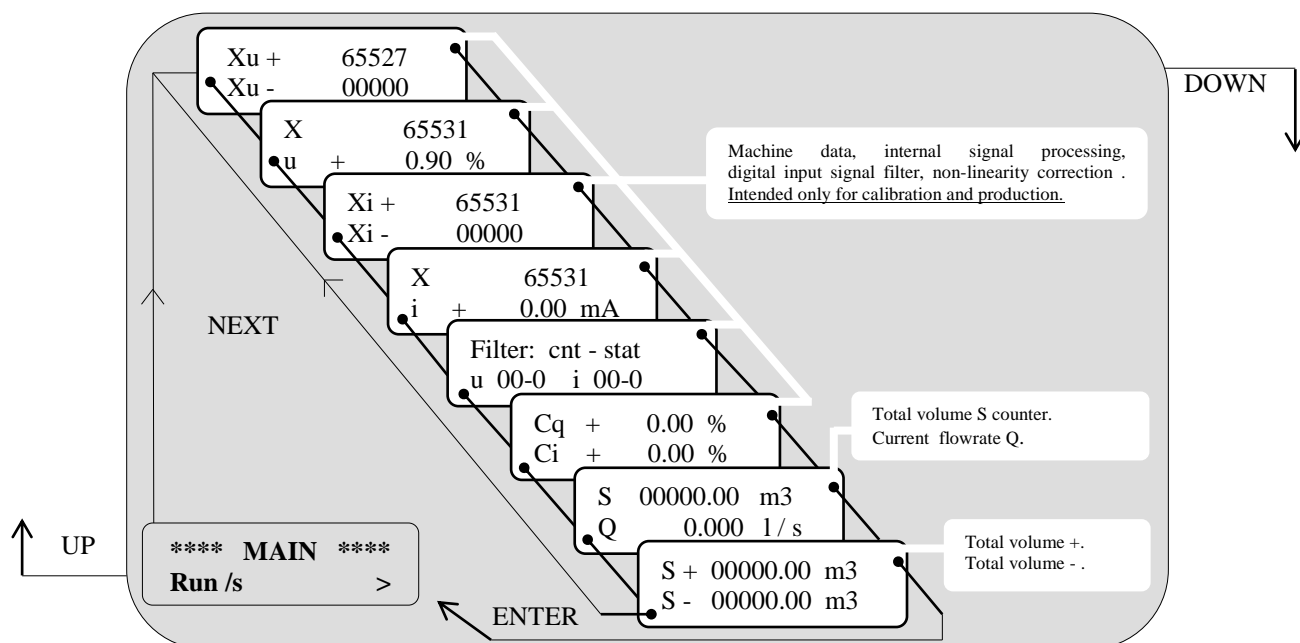 Xu + 65527
Xu - 00000
DOWN
X 65531
u + 0.90 %
Machine data, internal signal processing,
digital input signal filter, non-linearity correction .
Intended only for calibration and production.
Xi + 65531
Xi - 00000
X 65531
i + 0.00 mA
NEXT
Filter: cnt - stat
u 00-0 i 00-0
Cq + 0.00 %
Ci + 0.00 %
Total volume S counter.
Current flowrate Q.
S 00000.00 m3
Q 0.000 l / s
UP
**** MAIN ****
Run /s >
Total volume +.
Total volume - .
S + 00000.00 m3
S - 00000.00 m3
ENTER